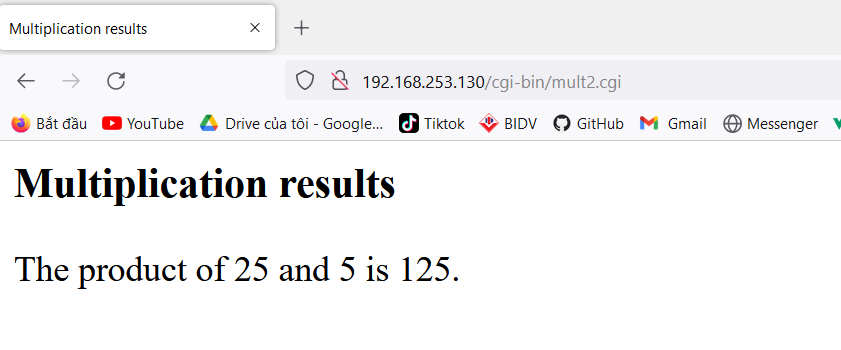 Multiplication results
192.168.253.130/cgi-bin/mult2.cgi
Bắt đầu YouTube Drive của tôi - Google... Tiktok BIDV GitHub Gmail Messenger
Multiplication results
The product of 25 and 5 is 125.